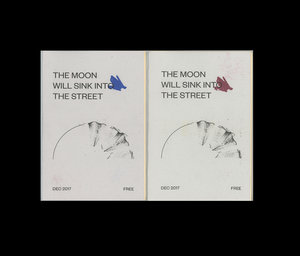 THE MOON
WILL SINK INTO
THE STREET
DEC 2017
FREE
THE MOON
WILL SINK INTO
THE STREET
DEC 2017
FREE